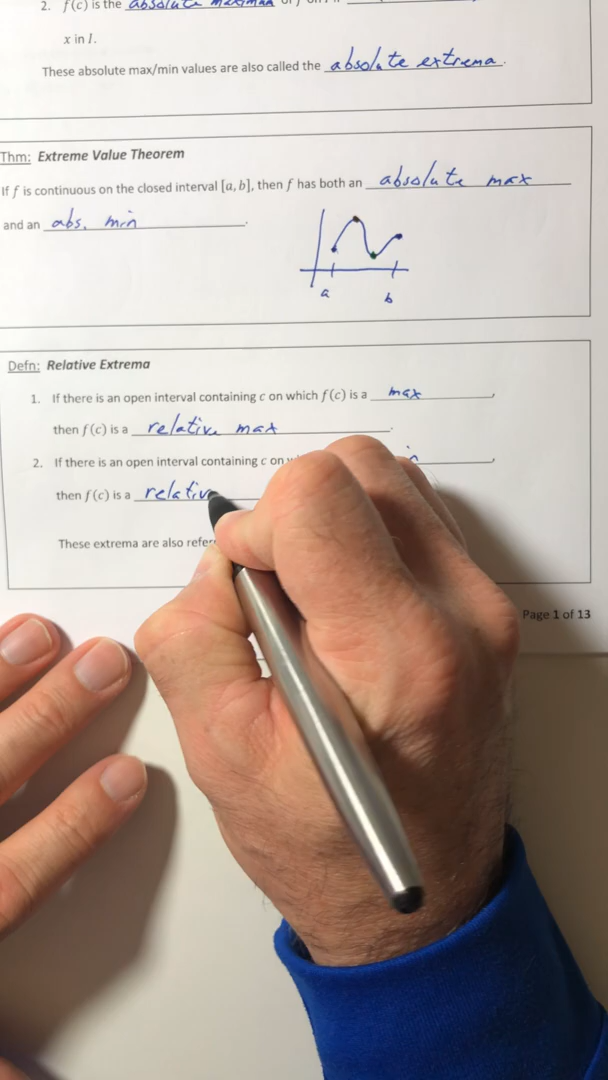 2. f(c) is the absolute maximum of f on I if
x in I.
These absolute max/min values are also called the absolute extrema.
Thm: Extreme Value Theorem
If f is continuous on the closed interval [a, b], then f has both an absolute max
and an abs. min.
a b
Defn: Relative Extrema
1. If there is an open interval containing c on which f(c) is a max,
then f(c) is a relative max.
2. If there is an open interval containing c on
then f(c) is a relative
These extrema are also
Page 1 of 13